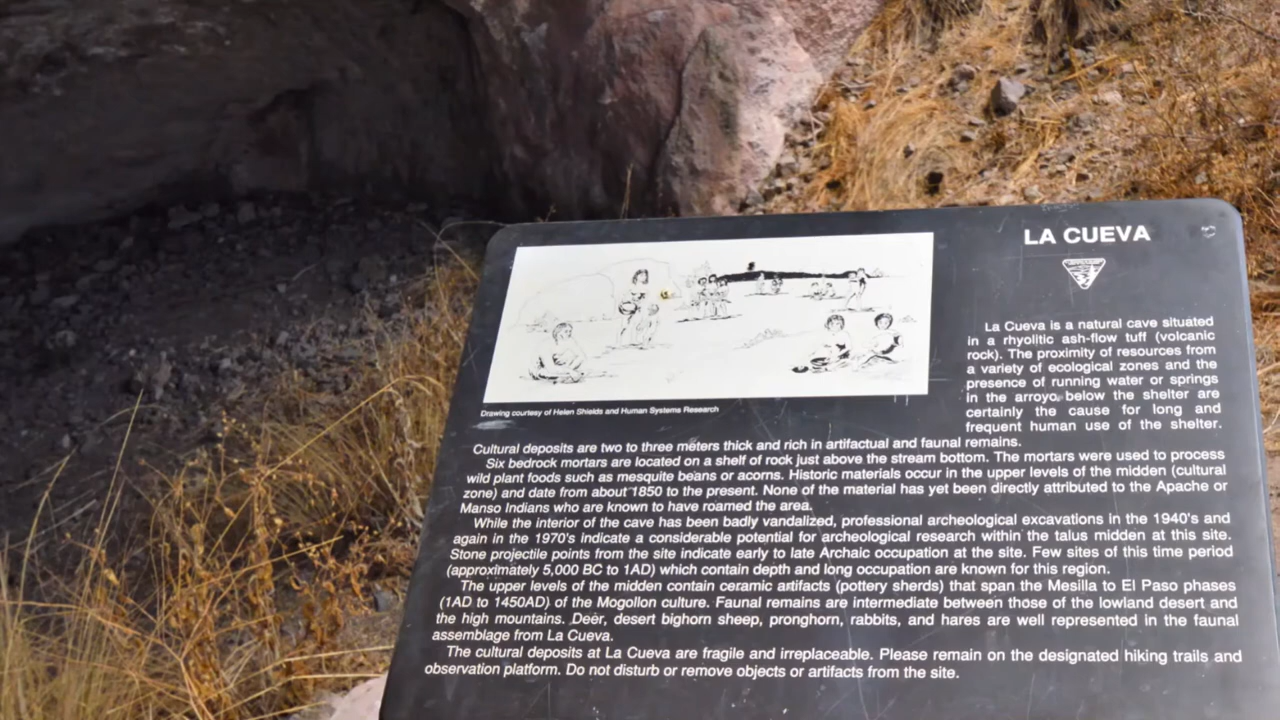 LA CUEVA
La Cueva is a natural cave situated
in a rhyolitic ash-flow tuff (volcanic
rock). The proximity of resources from
a variety of ecological zones and the
presence of running water or springs
in the arroyo below the shelter are
certainly the cause for long and
frequent human use of the shelter.
Drawing courtesy of Helen Shields and Human Systems Research
Cultural deposits are two to three meters thick and rich in artifactual and faunal remains.
Six bedrock mortars are located on a shelf of rock just above the stream bottom. The mortars were used to process
wild plant foods such as mesquite beans or acorns. Historic materials occur in the upper levels of the midden (cultural
zone) and date from about 1850 to the present. None of the material has yet been directly attributed to the Apache or
Manso Indians who are known to have roamed the area.
While the interior of the cave has been badly vandalized, professional archeological excavations in the 1940's and
again in the 1970's indicate a considerable potential for archeological research within the talus midden at this site.
Stone projectile points from the site indicate early to late Archaic occupation at the site. Few sites of this time period
(approximately 5,000 BC to 1AD) which contain depth and long occupation are known for this region.
The upper levels of the midden contain ceramic artifacts (pottery sherds) that span the Mesilla to El Paso phases
(1AD to 1450AD) of the Mogollon culture. Faunal remains are intermediate between those of the lowland desert and
the high mountains. Deer, desert bighorn sheep, pronghorn, rabbits, and hares are well represented in the faunal
assemblage from La Cueva.
The cultural deposits at La Cueva are fragile and irreplaceable. Please remain on the designated hiking trails and
observation platform. Do not disturb or remove objects or artifacts from the site.